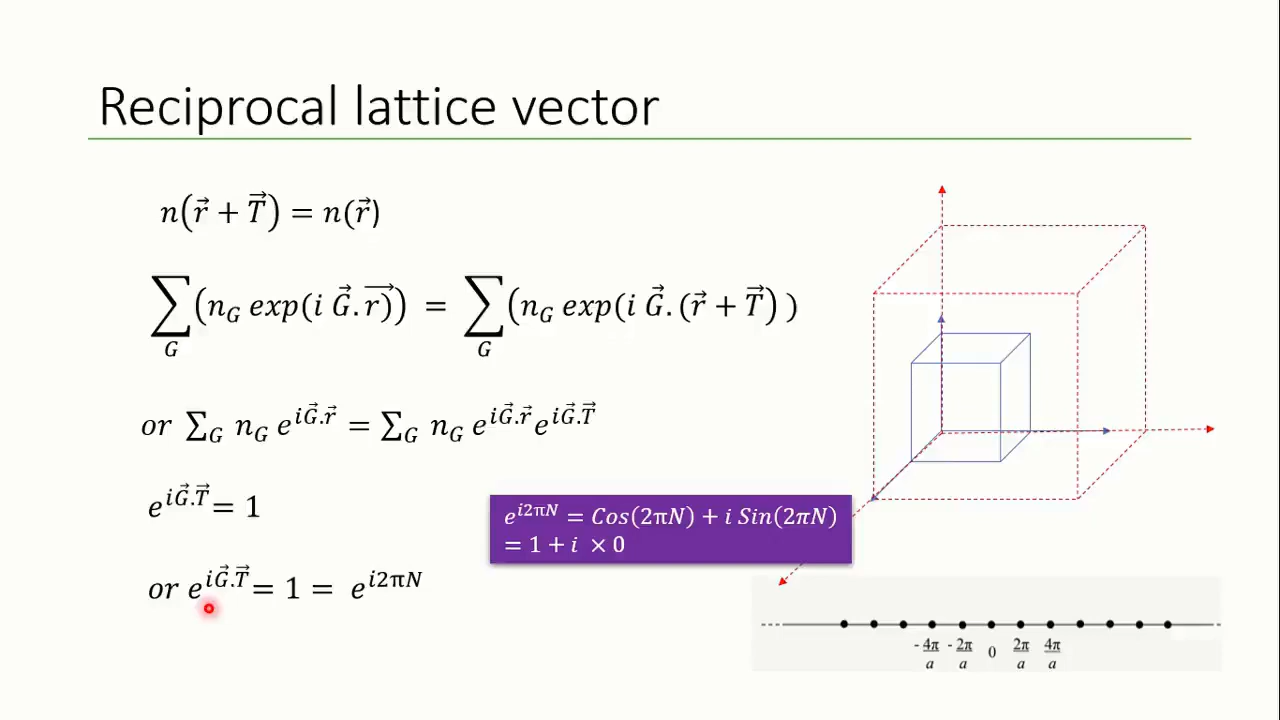 Reciprocal lattice vector
n(r⃗ + T⃗) = n(r⃗)
∑_G (n_G exp(i G⃗. r⃗)) = ∑_G (n_G exp(i G⃗. (r⃗ + T⃗) )
or ∑_G n_G e^{iG⃗.r⃗} = ∑_G n_G e^{iG⃗.r⃗} e^{iG⃗.T⃗}
e^{iG⃗.T⃗} = 1
e^{i2πN} = Cos(2πN) + i Sin(2πN)
= 1 + i × 0
or e^{iG⃗.T⃗} = 1 = e^{i2πN}
-4π/a -2π/a 0 2π/a 4π/a